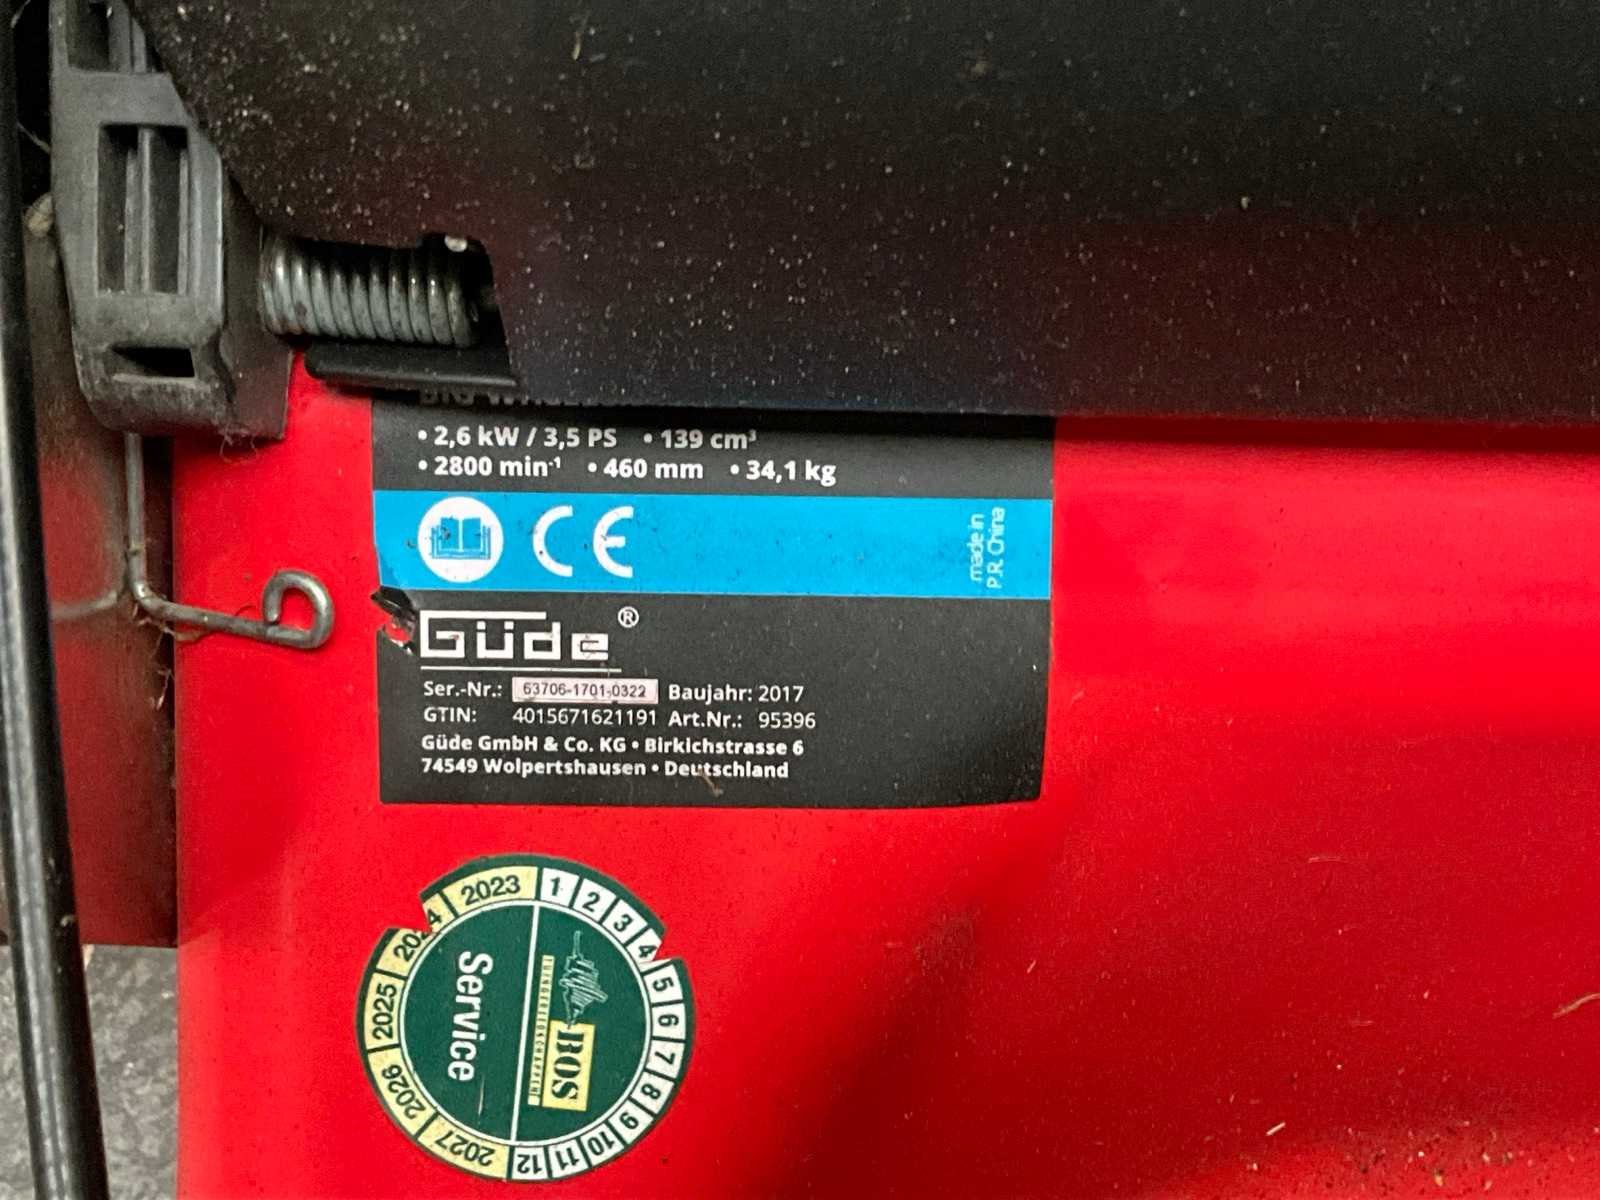 • 2,6 kW / 3,5 PS • 139 cm³
• 2800 min⁻¹ • 460 mm • 34,1 kg
CE
made in
P.R. China
Güde®
Ser.-Nr.: 63706-1701-0322 Baujahr: 2017
GTIN: 4015671621191 Art.Nr.: 95396
Güde GmbH & Co. KG • Birkichstrasse 6
74549 Wolpertshausen • Deutschland
2023 1 2 3 4 5 6 7 8 9 10 11 12
2027 2026 2025
Service
BOS